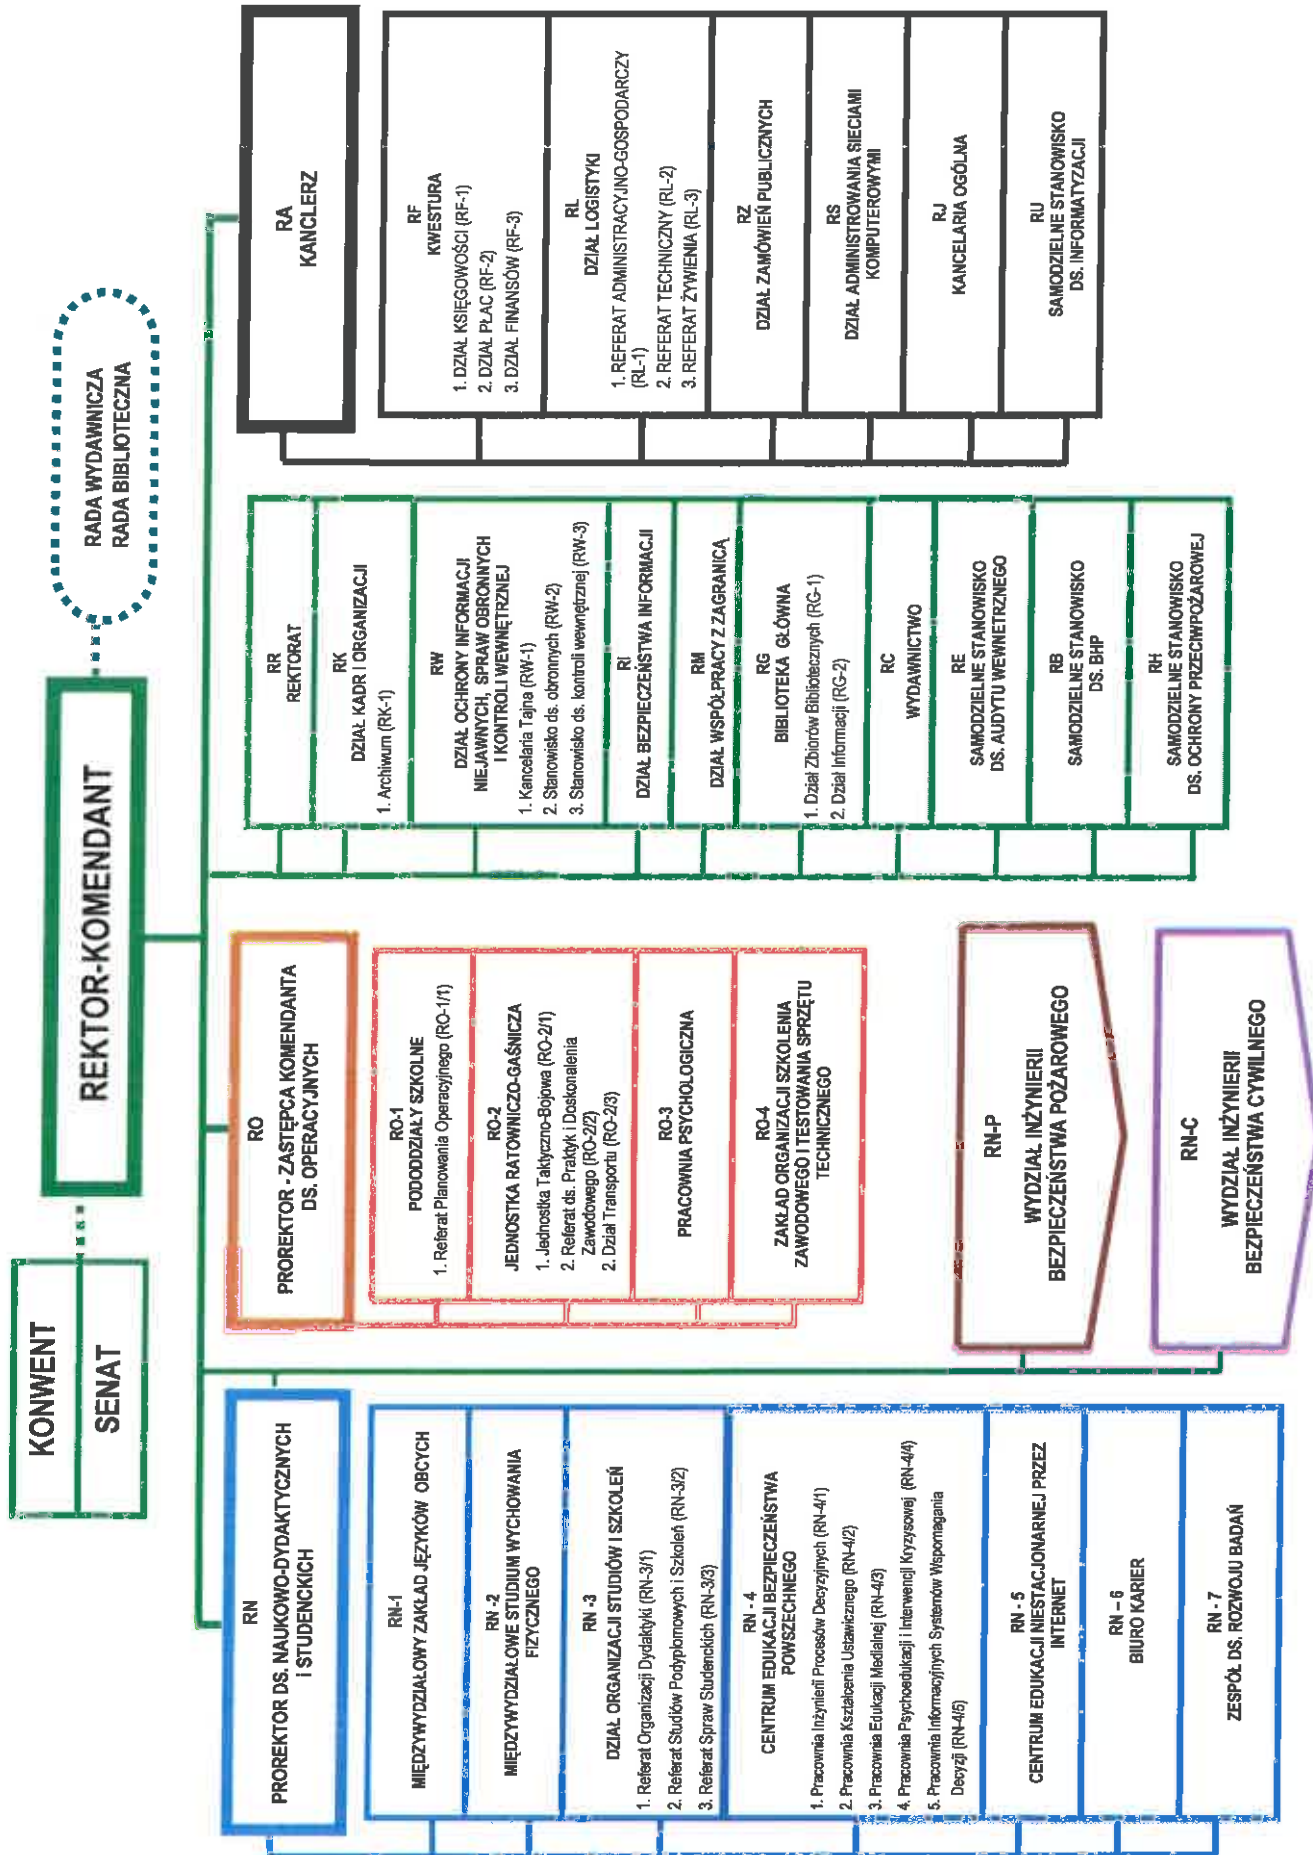 KONWENT
SENAT
REKTOR-KOMENDANT
RADA WYDAWNICZA
RADA BIBLIOTECZNA
RN
PROREKTOR DS. NAUKOWO-DYDAKTYCZNYCH
I STUDENCKICH
RN-1
MIĘDZYWYDZIAŁOWY ZAKŁAD JĘZYKÓW OBCYCH
RN -2
MIĘDZYWYDZIAŁOWE STUDIUM WYCHOWANIA
FIZYCZNEGO
RN -3
DZIAŁ ORGANIZACJI STUDIÓW I SZKOLEŃ
1. Referat Organizacji Dydaktyki (RN-3/1)
2. Referat Studiów Podyplomowych i Szkoleń (RN-3/2)
3. Referat Spraw Studenckich (RN-3/3)
RN - 4
CENTRUM EDUKACJI BEZPIECZEŃSTWA
POWSZECHNEGO
1. Pracownia Inżynierii Procesów Decyzyjnych (RN-4/1)
2. Pracownia Kształcenia Ustawicznego (RN-4/2)
3. Pracownia Edukacji Medialnej (RN-4/3)
4. Pracownia Psychoedukacji i Interwencji Kryzysowej (RN-4/4)
5. Pracownia Informacyjnych Systemów Wspomagania
Decyzji (RN-4/5)
RN - 5
CENTRUM EDUKACJI NIESTACJONARNEJ PRZEZ
INTERNET
RN - 6
BIURO KARIER
RN - 7
ZESPÓŁ DS. ROZWOJU BADAŃ
RO
PROREKTOR - ZASTĘPCA KOMENDANTA
DS. OPERACYJNYCH
RO-1
PODODDZIAŁY SZKOLNE
1. Referat Planowania Operacyjnego (RO-1/1)
RO-2
JEDNOSTKA RATOWNICZO-GAŚNICZA
1. Jednostka Taktyczno-Bojowa (RO-2/1)
2. Referat ds. Praktyk i Doskonalenia
Zawodowego (RO-2/2)
2. Dział Transportu (RO-2/3)
RO-3
PRACOWNIA PSYCHOLOGICZNA
RO-4
ZAKŁAD ORGANIZACJI SZKOLENIA
ZAWODOWEGO I TESTOWANIA SPRZĘTU
TECHNICZNEGO
RN-P
WYDZIAŁ INŻYNIERII
BEZPIECZEŃSTWA POŻAROWEGO
RN-C
WYDZIAŁ INŻYNIERII
BEZPIECZEŃSTWA CYWILNEGO
RR
REKTORAT
RK
DZIAŁ KADR I ORGANIZACJI
1. Archiwum (RK-1)
RW
DZIAŁ OCHRONY INFORMACJI
NIEJAWNYCH, SPRAW OBRONNYCH
I KONTROLI WEWNĘTRZNEJ
1. Kancelaria Tajna (RW-1)
2. Stanowisko ds. obronnych (RW-2)
3. Stanowisko ds. kontroli wewnętrznej (RW-3)
RI
DZIAŁ BEZPIECZEŃSTWA INFORMACJI
RM
DZIAŁ WSPÓŁPRACY Z ZAGRANICĄ
RG
BIBLIOTEKA GŁÓWNA
1. Dział Zbiorów Bibliotecznych (RG-1)
2. Dział Informacji (RG-2)
RC
WYDAWNICTWO
RE
SAMODZIELNE STANOWISKO
DS. AUDYTU WEWNETRZNEGO
RB
SAMODZIELNE STANOWISKO
DS. BHP
RH
SAMODZIELNE STANOWISKO
DS. OCHRONY PRZECIWPOŻAROWEJ
RA
KANCLERZ
RF
KWESTURA
1. DZIAŁ KSIĘGOWOŚCI (RF-1)
2. DZIAŁ PŁAC (RF-2)
3. DZIAŁ FINANSÓW (RF-3)
RL
DZIAŁ LOGISTYKI
1. REFERAT ADMINISTRACYJNO-GOSPODARCZY
(RL-1)
2. REFERAT TECHNICZNY (RL-2)
3. REFERAT ŻYWIENIA (RL-3)
RZ
DZIAŁ ZAMÓWIEŃ PUBLICZNYCH
RS
DZIAŁ ADMINISTROWANIA SIECIAMI
KOMPUTEROWYMI
RJ
KANCELARIA OGÓLNA
RU
SAMODZIELNE STANOWISKO
DS. INFORMATYZACJI